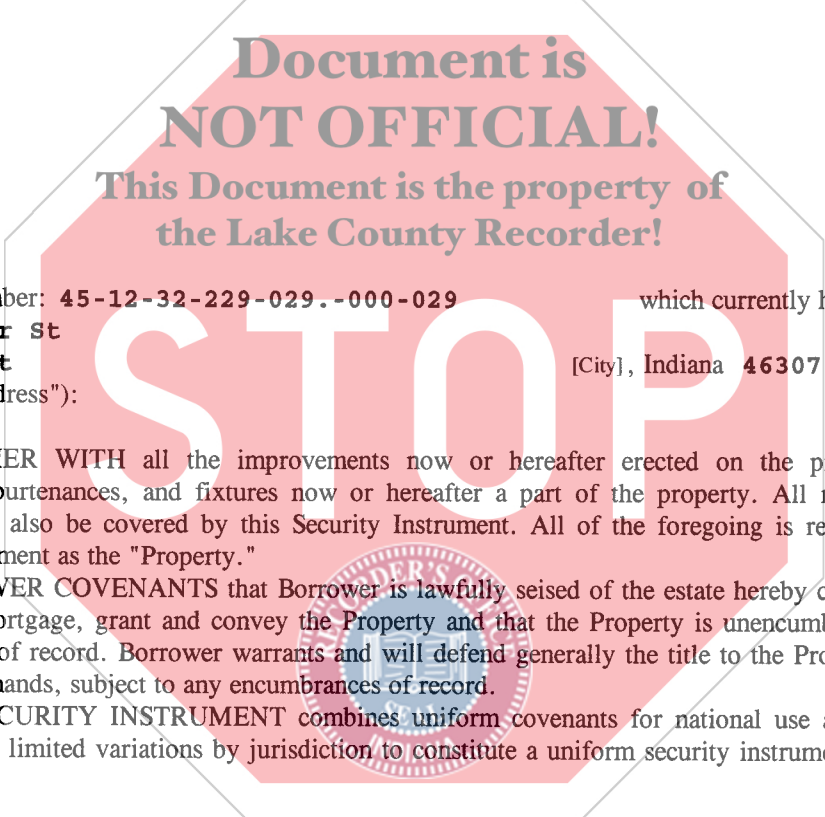 Document is
NOT OFFICIAL!
This Document is the property of
the Lake County Recorder!
ber: 45-12-32-229-029.-000-029 which currently h
r St
t [City], Indiana 46307
dress"):
STOP
ER WITH all the improvements now or hereafter erected on the p
purtenances, and fixtures now or hereafter a part of the property. All r
also be covered by this Security Instrument. All of the foregoing is re
ment as the "Property."
VER COVENANTS that Borrower is lawfully seised of the estate hereby c
ortgage, grant and convey the Property and that the Property is unencumb
of record. Borrower warrants and will defend generally the title to the Pro
ands, subject to any encumbrances of record.
CURITY INSTRUMENT combines uniform covenants for national use a
limited variations by jurisdiction to constitute a uniform security instrume
SEAL